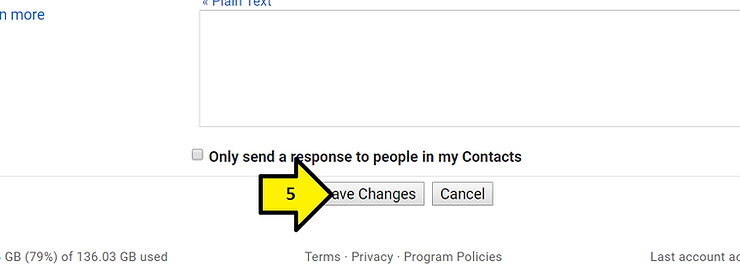 « Plain Text
n more
Only send a response to people in my Contacts
5
ave Changes
Cancel
GB (79%) of 136.03 GB used
Terms · Privacy · Program Policies
Last account ac